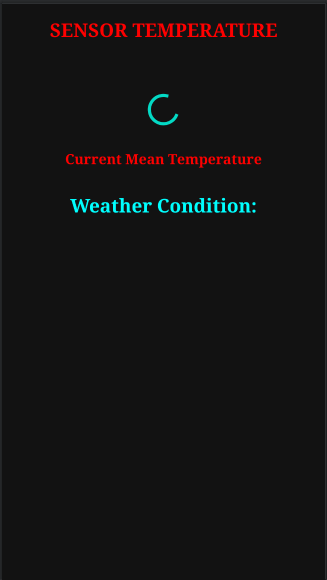 SENSOR TEMPERATURE
Current Mean Temperature
Weather Condition: